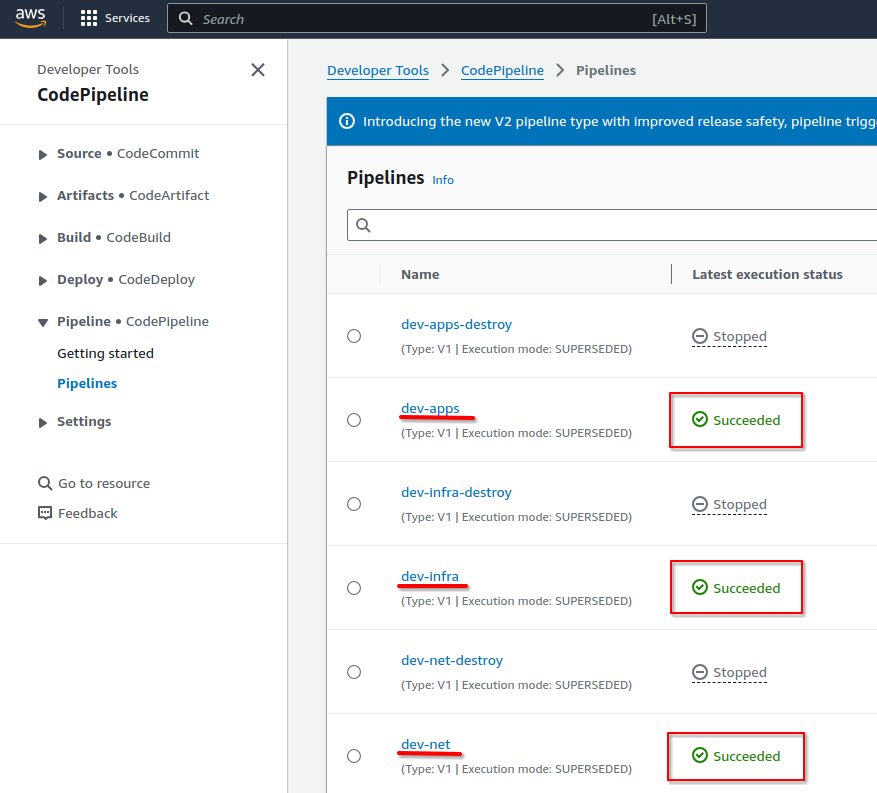 aws
Services
Search [Alt+S]
Developer Tools
CodePipeline
Source • CodeCommit
Artifacts • CodeArtifact
Build • CodeBuild
Deploy • CodeDeploy
Pipeline • CodePipeline
Getting started
Pipelines
Settings
Go to resource
Feedback
Developer Tools > CodePipeline > Pipelines
Introducing the new V2 pipeline type with improved release safety, pipeline trigg
Pipelines Info
Name Latest execution status
dev-apps-destroy
(Type: V1 | Execution mode: SUPERSEDED)
Stopped
dev-apps
(Type: V1 | Execution mode: SUPERSEDED)
Succeeded
dev-infra-destroy
(Type: V1 | Execution mode: SUPERSEDED)
Stopped
dev-infra
(Type: V1 | Execution mode: SUPERSEDED)
Succeeded
dev-net-destroy
(Type: V1 | Execution mode: SUPERSEDED)
Stopped
dev-net
(Type: V1 | Execution mode: SUPERSEDED)
Succeeded